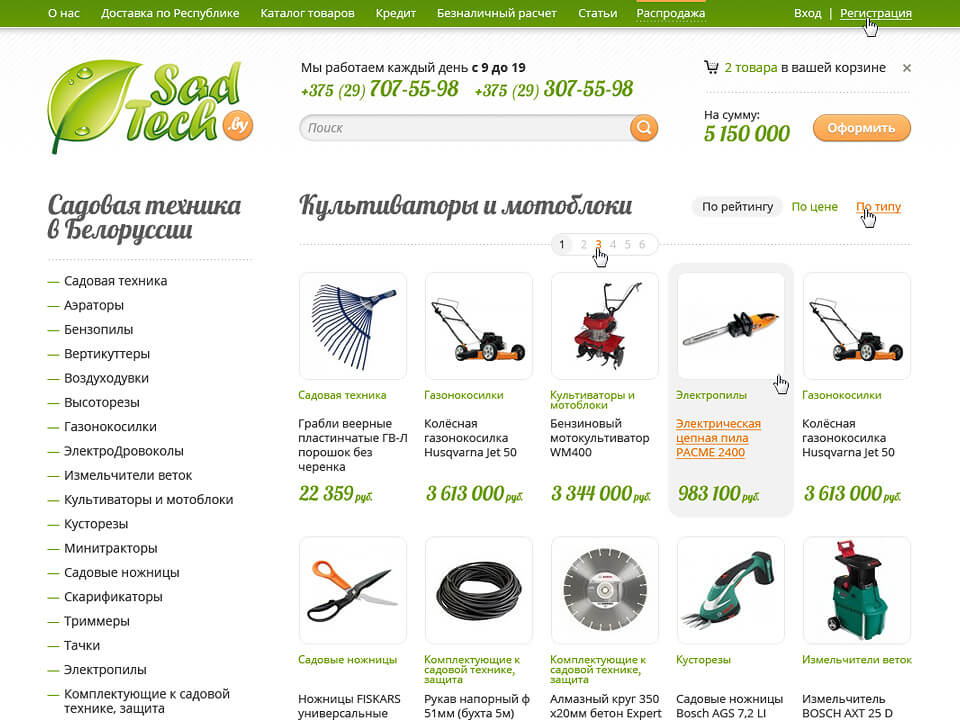 О нас Доставка по Республике Каталог товаров Кредит Безналичный расчет Статьи Распродажа Вход | Регистрация
Sad
Tech .by
Мы работаем каждый день с 9 до 19
+375 (29) 707-55-98 +375 (29) 307-55-98
Поиск
2 товара в вашей корзине
На сумму:
5 150 000
Оформить
Садовая техника
в Белоруссии
— Садовая техника
— Аэраторы
— Бензопилы
— Вертикуттеры
— Воздуходувки
— Высоторезы
— Газонокосилки
— ЭлектроДровоколы
— Измельчители веток
— Культиваторы и мотоблоки
— Кусторезы
— Минитракторы
— Садовые ножницы
— Скарификаторы
— Триммеры
— Тачки
— Электропилы
— Комплектующие к садовой
технике, защита
Культиваторы и мотоблоки
По рейтингу По цене По типу
1 2 3 4 5 6
Садовая техника
Грабли веерные
пластинчатые ГВ-Л
порошок без
черенка
22 359 руб.
Газонокосилки
Колёсная
газонокосилка
Husqvarna Jet 50
3 613 000 руб.
Культиваторы и
мотоблоки
Бензиновый
мотокультиватор
WM400
3 344 000 руб.
Электропилы
Электрическая
цепная пила
PACME 2400
983 100 руб.
Газонокосилки
Колёсная
газонокосилка
Husqvarna Jet 50
3 613 000 руб.
Садовые ножницы
Ножницы FISKARS
универсальные
Комплектующие к
садовой технике,
защита
Рукав напорный ф
51мм (бухта 5м)
Комплектующие к
садовой технике,
защита
Алмазный круг 350
х20мм бетон Expert
Кусторезы
Садовые ножницы
Bosch AGS 7,2 LI
Измельчители веток
Измельчитель
BOSCH AXT 25 D